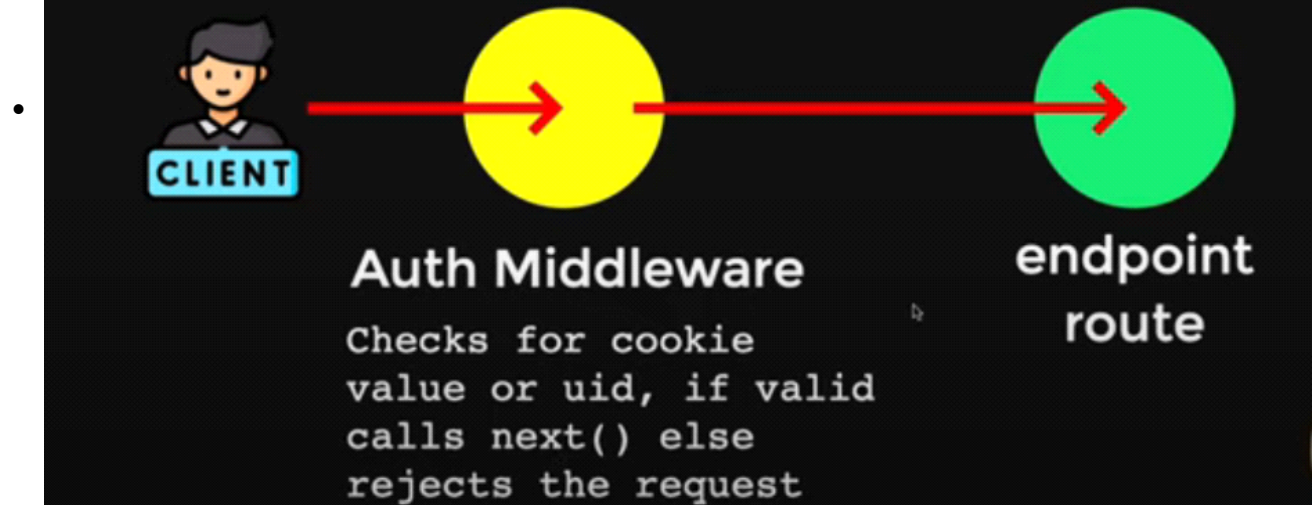 CLIENT
Auth Middleware
Checks for cookie
value or uid, if valid
calls next() else
rejects the request
endpoint
route